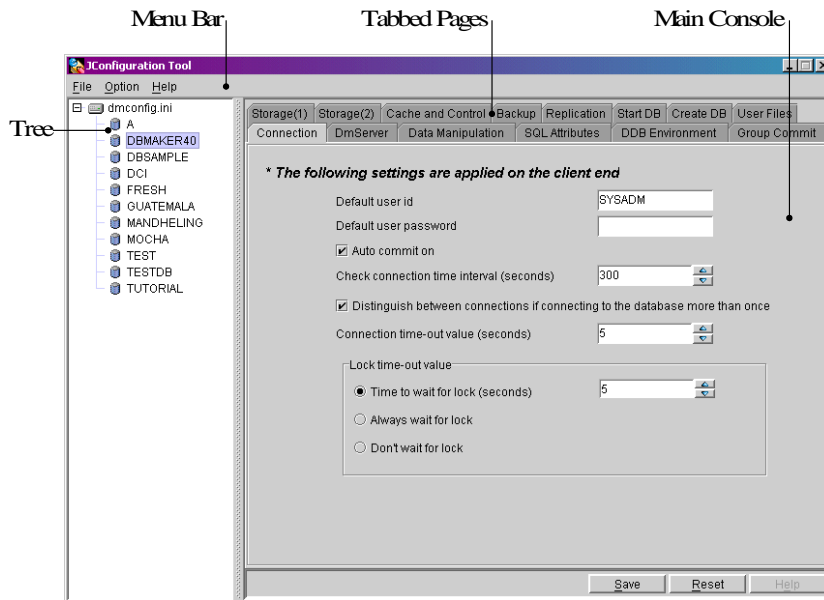 Menu Bar
Tabbed Pages
Main Console
JConfiguration Tool
File Option Help
Tree
dmconfig.ini
A
DBMAKER40
DBSAMPLE
DCI
FRESH
GUATEMALA
MANDHELING
MOCHA
TEST
TESTDB
TUTORIAL
Storage(1) Storage(2) Cache and Control Backup Replication Start DB Create DB User Files
Connection DmServer Data Manipulation SQL Attributes DDB Environment Group Commit
* The following settings are applied on the client end
Default user id SYSADM
Default user password
Auto commit on
Check connection time interval (seconds) 300
Distinguish between connections if connecting to the database more than once
Connection time-out value (seconds) 5
Lock time-out value
Time to wait for lock (seconds) 5
Always wait for lock
Don't wait for lock
Save Reset Help